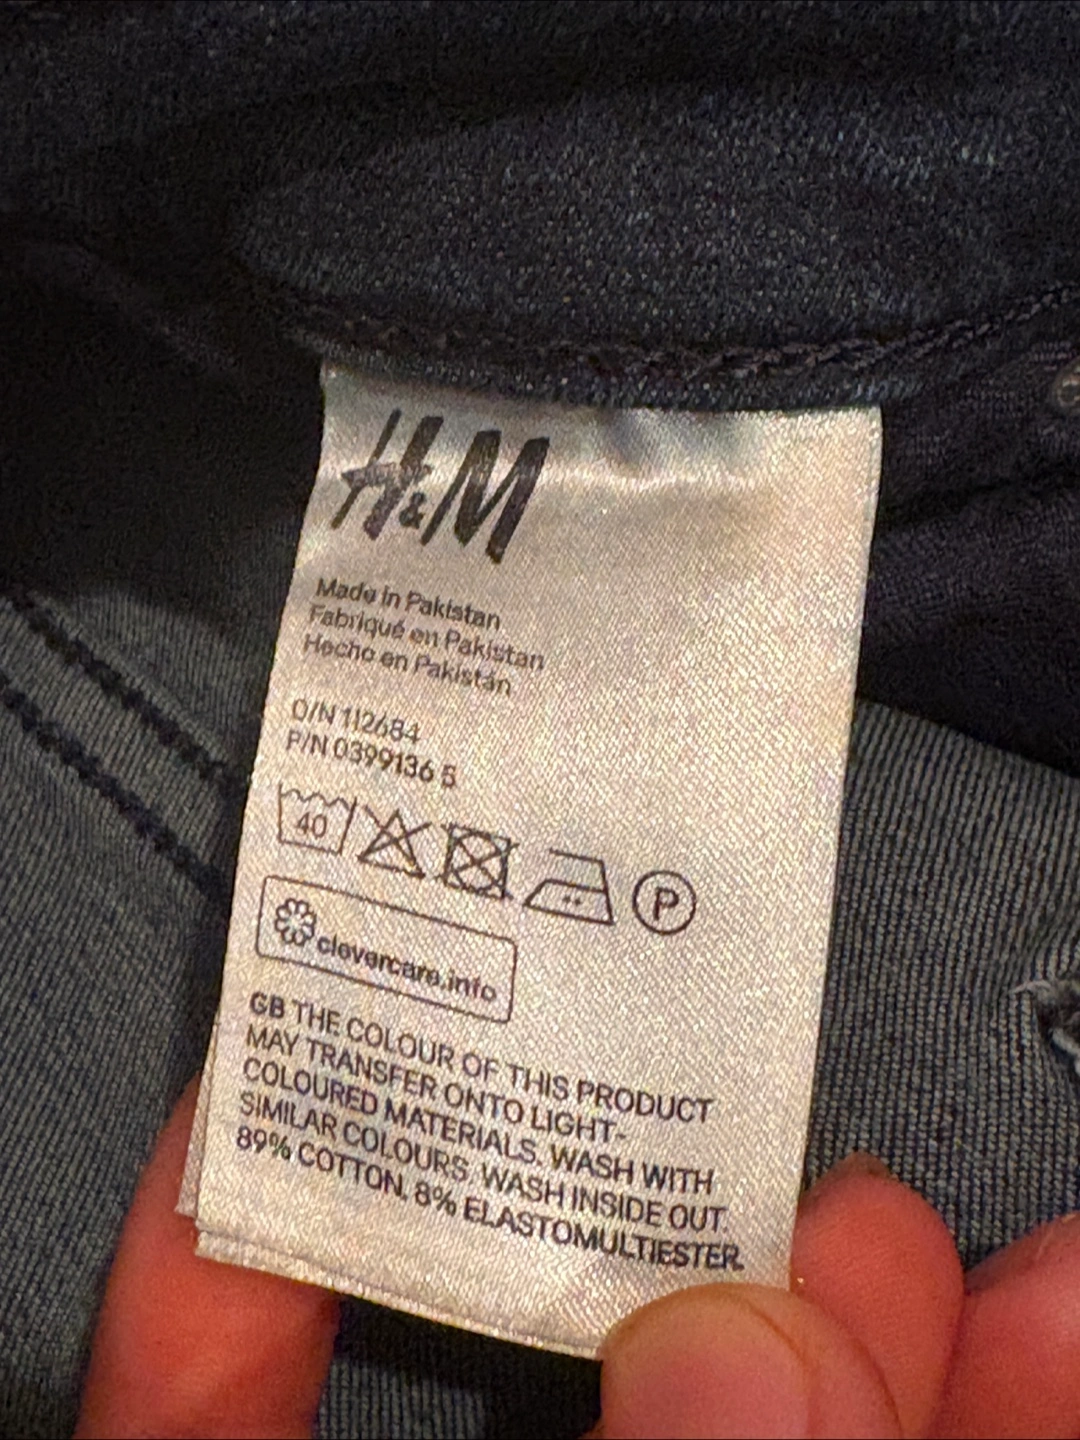 H&M
Made in Pakistan
Fabriqué en Pakistan
Hecho en Pakistán
O/N 112684
P/N 0399136 5
40 P
clevercare.info
GB THE COLOUR OF THIS PRODUCT
MAY TRANSFER ONTO LIGHT-
COLOURED MATERIALS. WASH WITH
SIMILAR COLOURS. WASH INSIDE OUT.
89% COTTON, 8% ELASTOMULTIESTER,